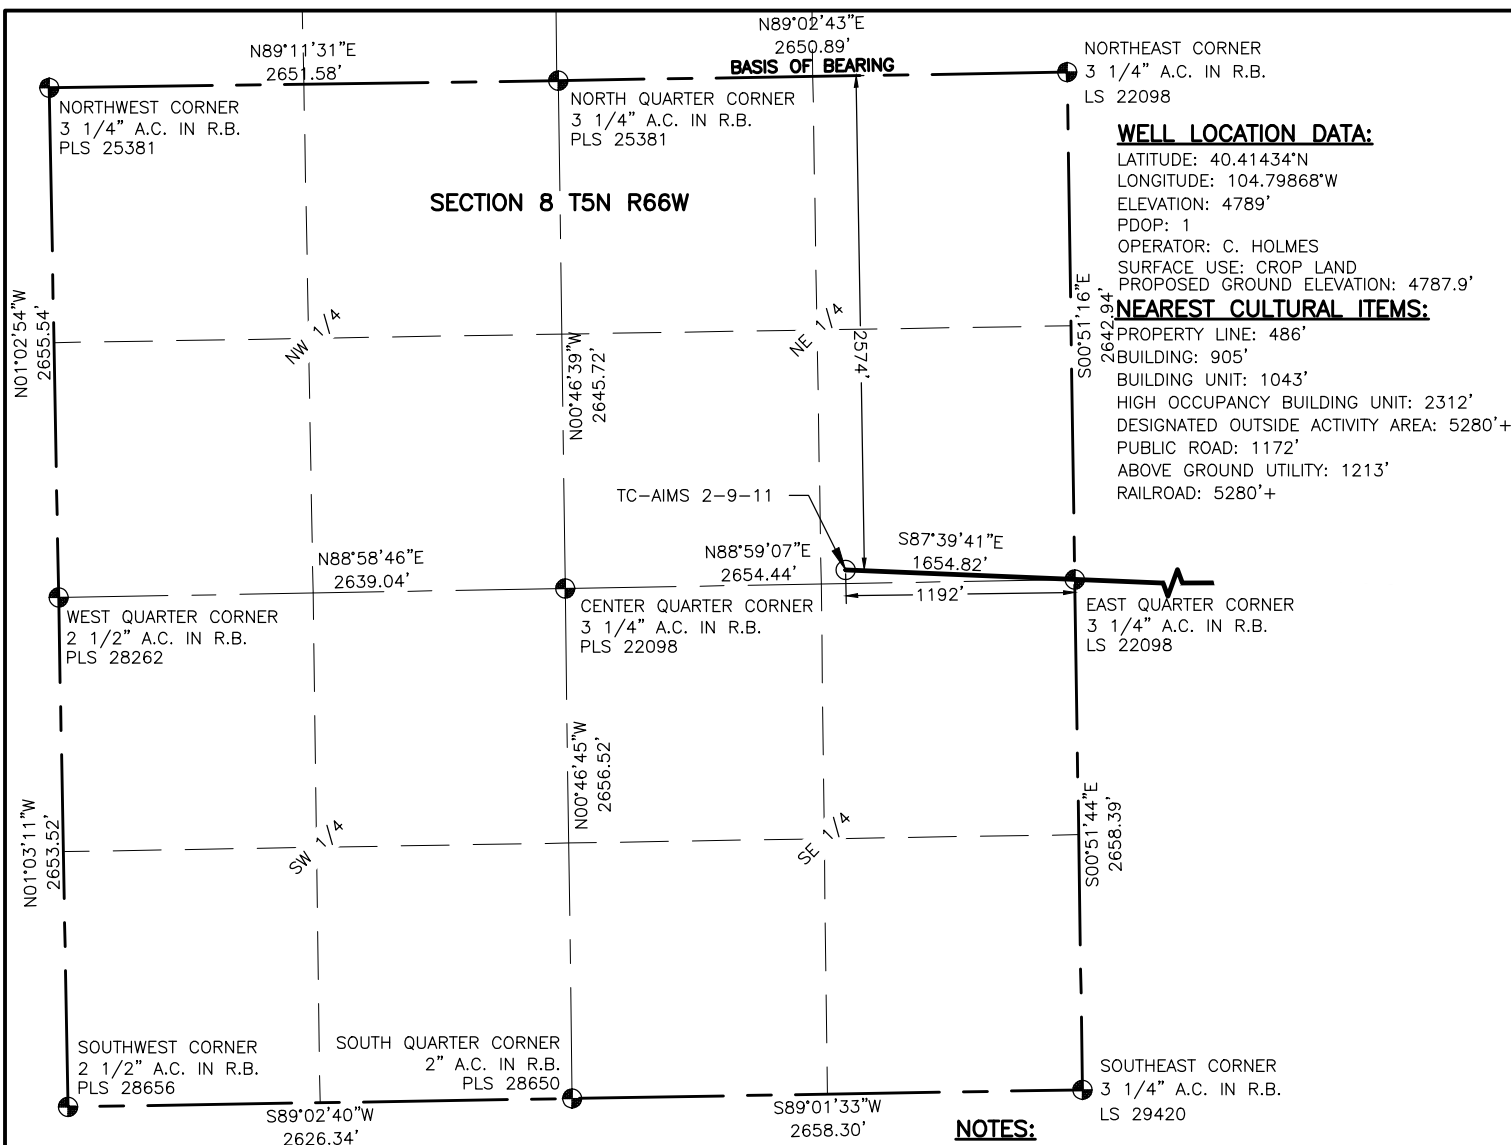 N89°11'31"E
2651.58'
N89°02'43"E
2650.89'
BASIS OF BEARING
NORTHWEST CORNER
3 1/4" A.C. IN R.B.
PLS 25381
NORTH QUARTER CORNER
3 1/4" A.C. IN R.B.
PLS 25381
NORTHEAST CORNER
3 1/4" A.C. IN R.B.
LS 22098
SECTION 8 T5N R66W
WELL LOCATION DATA:
LATITUDE: 40.41434°N
LONGITUDE: 104.79868°W
ELEVATION: 4789'
PDOP: 1
OPERATOR: C. HOLMES
SURFACE USE: CROP LAND
PROPOSED GROUND ELEVATION: 4787.9'
NEAREST CULTURAL ITEMS:
PROPERTY LINE: 486'
BUILDING: 905'
BUILDING UNIT: 1043'
HIGH OCCUPANCY BUILDING UNIT: 2312'
DESIGNATED OUTSIDE ACTIVITY AREA: 5280'+
PUBLIC ROAD: 1172'
ABOVE GROUND UTILITY: 1213'
RAILROAD: 5280'+
N01°02'54"W
2655.54'
NW 1/4
N00°46'39"W
2645.72'
NE 1/4
2574'
S00°51'16"E
2642.94'
TC-AIMS 2-9-11
N88°58'46"E
2639.04'
N88°59'07"E
2654.44'
S87°39'41"E
1654.82'
1192'
WEST QUARTER CORNER
2 1/2" A.C. IN R.B.
PLS 28262
CENTER QUARTER CORNER
3 1/4" A.C. IN R.B.
PLS 22098
EAST QUARTER CORNER
3 1/4" A.C. IN R.B.
LS 22098
N01°03'11"W
2653.52'
SW 1/4
N00°46'45"W
2656.52'
SE 1/4
S00°51'44"E
2658.39'
SOUTHWEST CORNER
2 1/2" A.C. IN R.B.
PLS 28656
SOUTH QUARTER CORNER
2" A.C. IN R.B.
PLS 28650
SOUTHEAST CORNER
3 1/4" A.C. IN R.B.
LS 29420
S89°02'40"W
2626.34'
S89°01'33"W
2658.30'
NOTES: